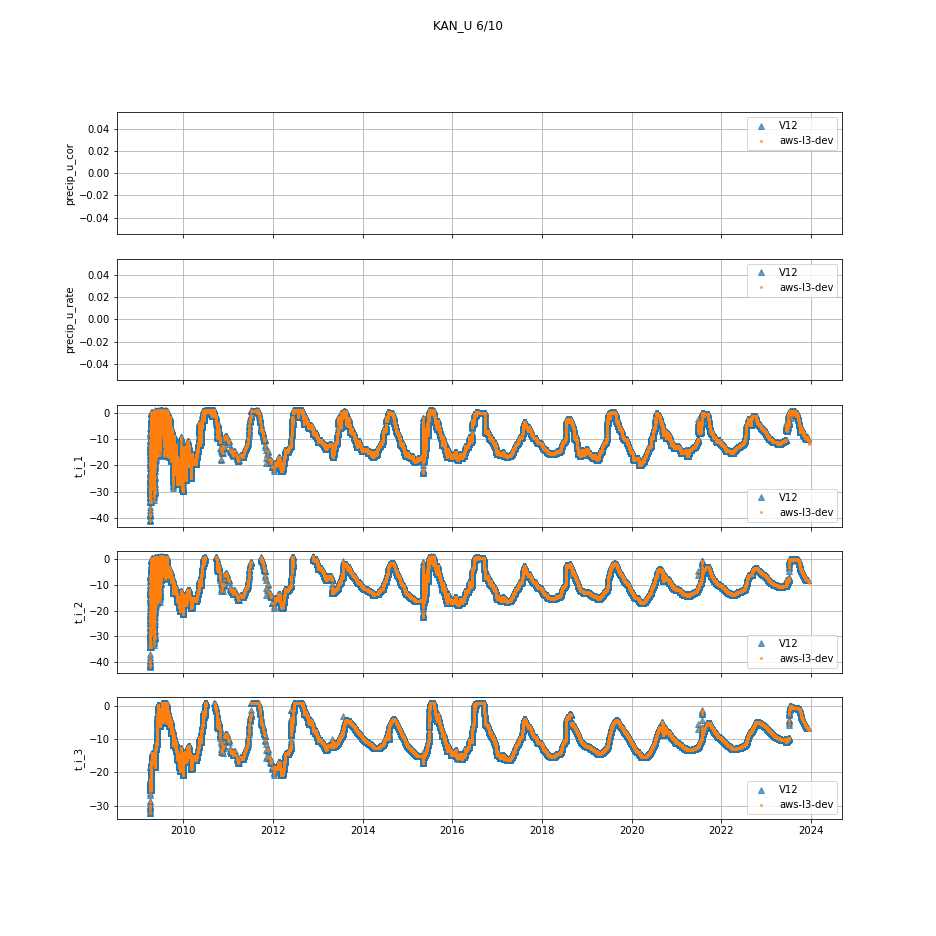 KAN_U 6/10
precip_u_cor
0.04
0.02
0.00
−0.02
−0.04
V12
aws-l3-dev
precip_u_rate
0.04
0.02
0.00
−0.02
−0.04
V12
aws-l3-dev
t_i_1
0
−10
−20
−30
−40
V12
aws-l3-dev
t_i_2
0
−10
−20
−30
−40
V12
aws-l3-dev
t_i_3
0
−10
−20
−30
V12
aws-l3-dev
2010 2012 2014 2016 2018 2020 2022 2024